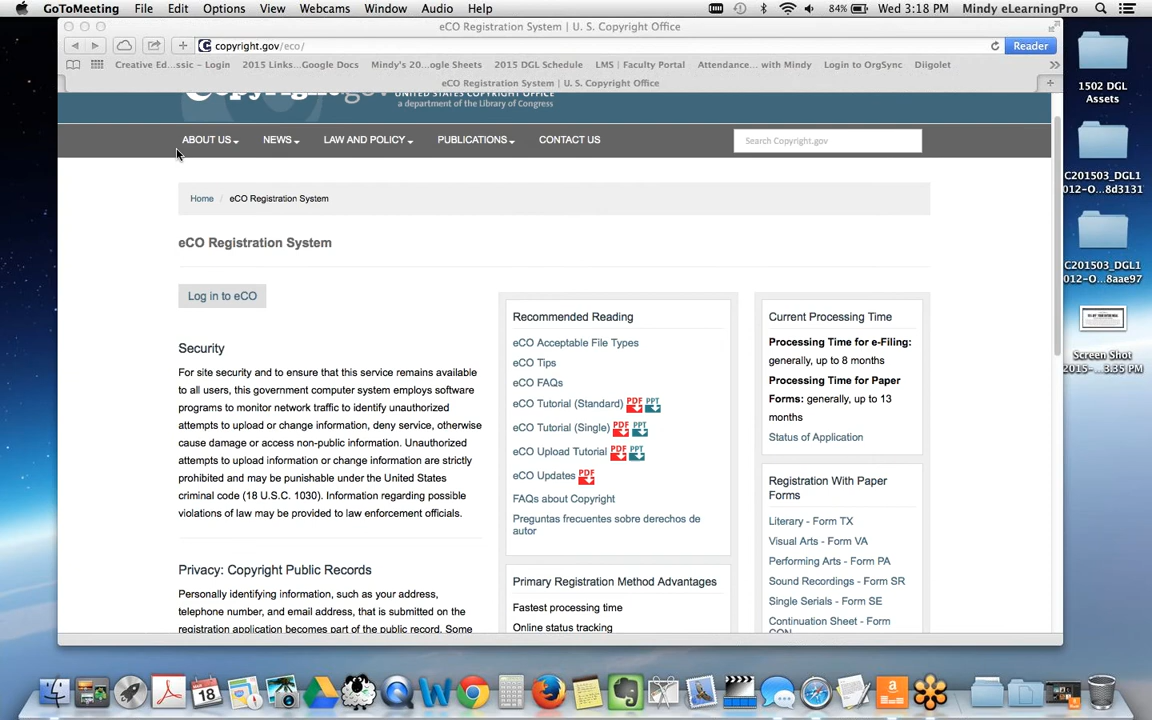 GoToMeeting File Edit Options View Webcams Window Audio Help 84% Wed 3:18 PM Mindy eLearningPro
eCO Registration System | U. S. Copyright Office
copyright.gov/eco/ Reader
Creative Ed...ssic – Login 2015 Links...Google Docs Mindy's 20...ogle Sheets 2015 DGL Schedule LMS | Faculty Portal Attendance... with Mindy Login to OrgSync Diigolet
eCO Registration System | U. S. Copyright Office
UNITED STATES COPYRIGHT OFFICE
a department of the Library of Congress
ABOUT US NEWS LAW AND POLICY PUBLICATIONS CONTACT US Search Copyright.gov
Home / eCO Registration System
eCO Registration System
Log in to eCO
Security
For site security and to ensure that this service remains available
to all users, this government computer system employs software
programs to monitor network traffic to identify unauthorized
attempts to upload or change information, deny service, otherwise
cause damage or access non-public information. Unauthorized
attempts to upload information or change information are strictly
prohibited and may be punishable under the United States
criminal code (18 U.S.C. 1030). Information regarding possible
violations of law may be provided to law enforcement officials.
Privacy: Copyright Public Records
Personally identifying information, such as your address,
telephone number, and email address, that is submitted on the
registration application becomes part of the public record. Some
Recommended Reading
eCO Acceptable File Types
eCO Tips
eCO FAQs
eCO Tutorial (Standard) PDF PPT
eCO Tutorial (Single) PDF PPT
eCO Upload Tutorial PDF PPT
eCO Updates PDF
FAQs about Copyright
Preguntas frecuentes sobre derechos de
autor
Primary Registration Method Advantages
Fastest processing time
Online status tracking
Current Processing Time
Processing Time for e-Filing:
generally, up to 8 months
Processing Time for Paper
Forms: generally, up to 13
months
Status of Application
Registration With Paper
Forms
Literary - Form TX
Visual Arts - Form VA
Performing Arts - Form PA
Sound Recordings - Form SR
Single Serials - Form SE
Continuation Sheet - Form
CON
1502 DGL
Assets
C201503_DGL1
012-O...8d3131
C201503_DGL1
012-O...8aae97
Screen Shot
2015-...3.35 PM
18